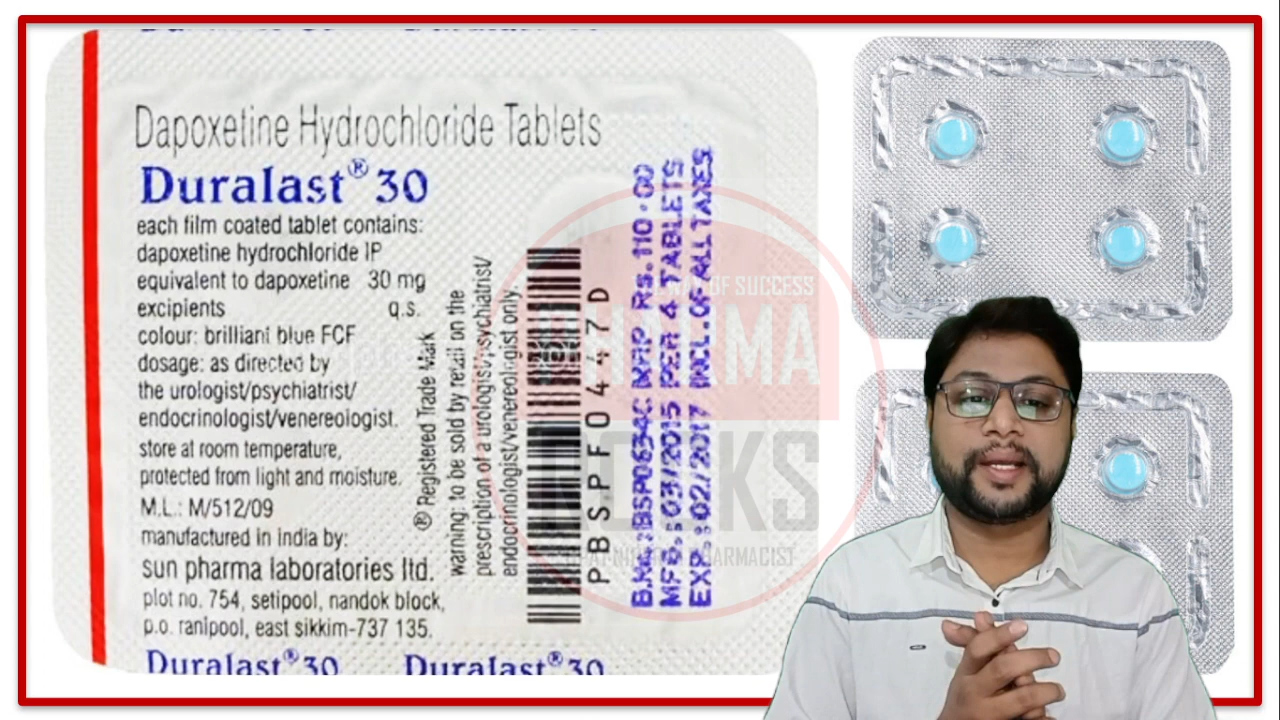 Dapoxetine Hydrochloride Tablets
Duralast® 30
each film coated tablet contains:
dapoxetine hydrochloride IP
equivalent to dapoxetine 30 mg
excipients q.s.
colour: brilliant blue FCF
dosage: as directed by
the urologist/psychiatrist/
endocrinologist/venereologist.
store at room temperature,
protected from light and moisture.
M.L.: M/512/09
manufactured in india by:
sun pharma laboratories ltd.
plot no. 754, setipool, nandok block,
p.o. ranipool, east sikkim-737 135.
® Registered Trade Mark
warning: to be sold by retail on the
prescription of a urologist/psychiatrist/
endocrinologist/venereologist only.
PBSPF0447D
B.No.:BSP0634C MRP Rs.110.00
MFG.:03/2015 PER 4 TABLETS
EXP.:02/2017 INCL.OF ALL TAXES
OF SUCCESS
PHARMA
PHARMACIST
Duralast® 30 Duralast® 30